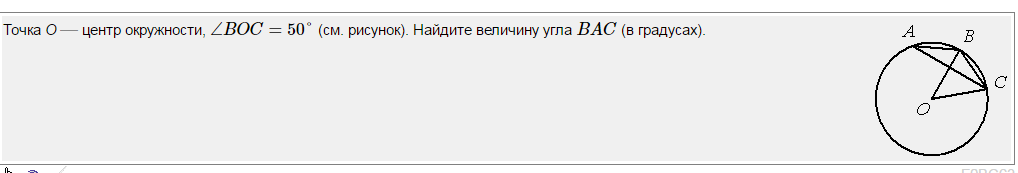 Точка O — центр окружности, ∠BOC = 50° (см. рисунок). Найдите величину угла BAC (в градусах).
A
B
C
O